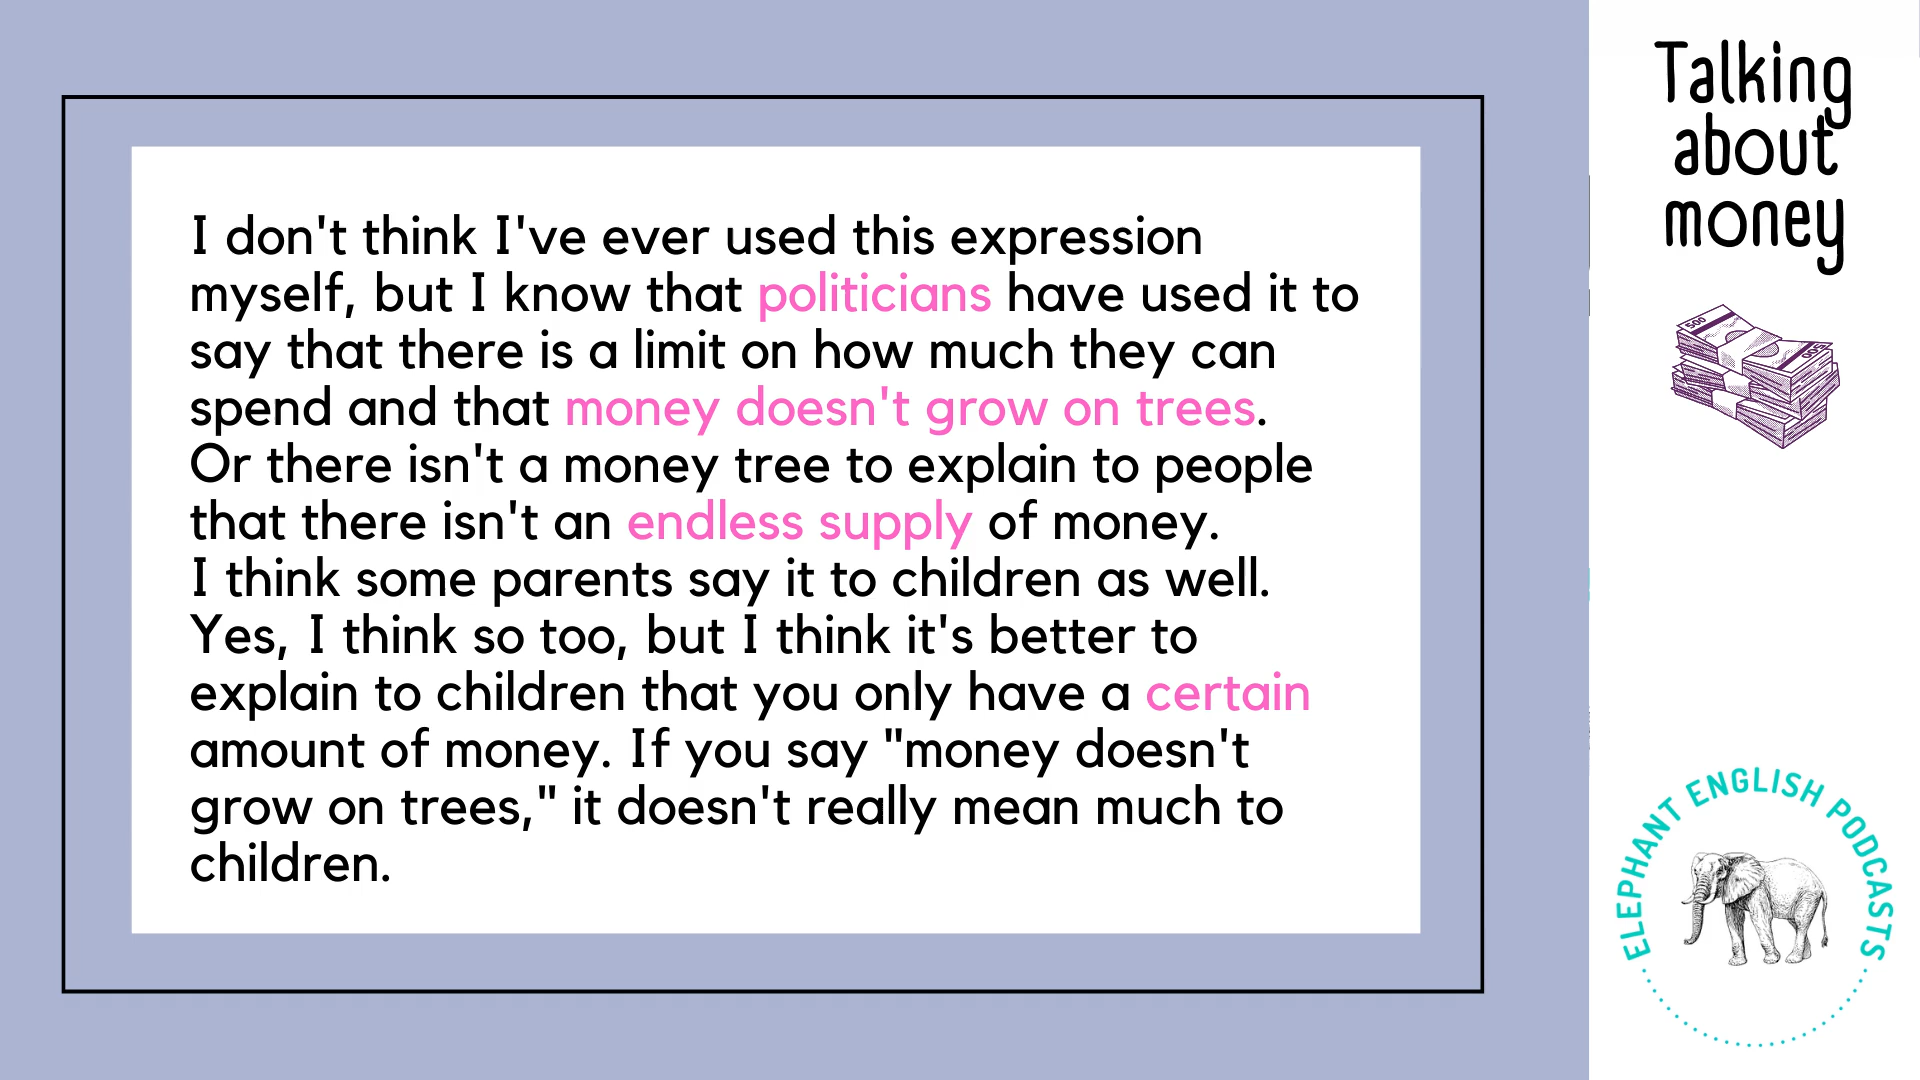 I don't think I've ever used this expression
myself, but I know that politicians have used it to
say that there is a limit on how much they can
spend and that money doesn't grow on trees.
Or there isn't a money tree to explain to people
that there isn't an endless supply of money.
I think some parents say it to children as well.
Yes, I think so too, but I think it's better to
explain to children that you only have a certain
amount of money. If you say "money doesn't
grow on trees," it doesn't really mean much to
children.
Talking
about
money
500
500
ELEPHANT ENGLISH PODCASTS